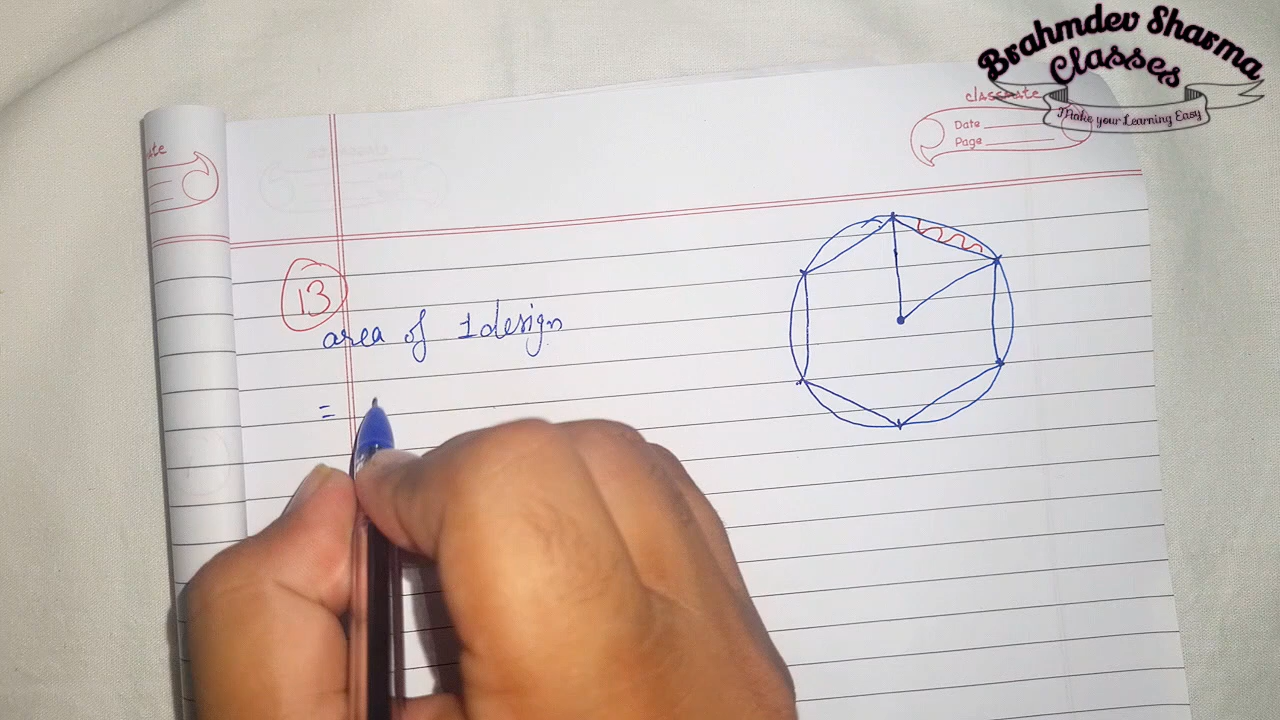 Brahmdev Sharma
Classes
Make your Learning Easy
classmate
Date
Page
13
area of 1 design
=